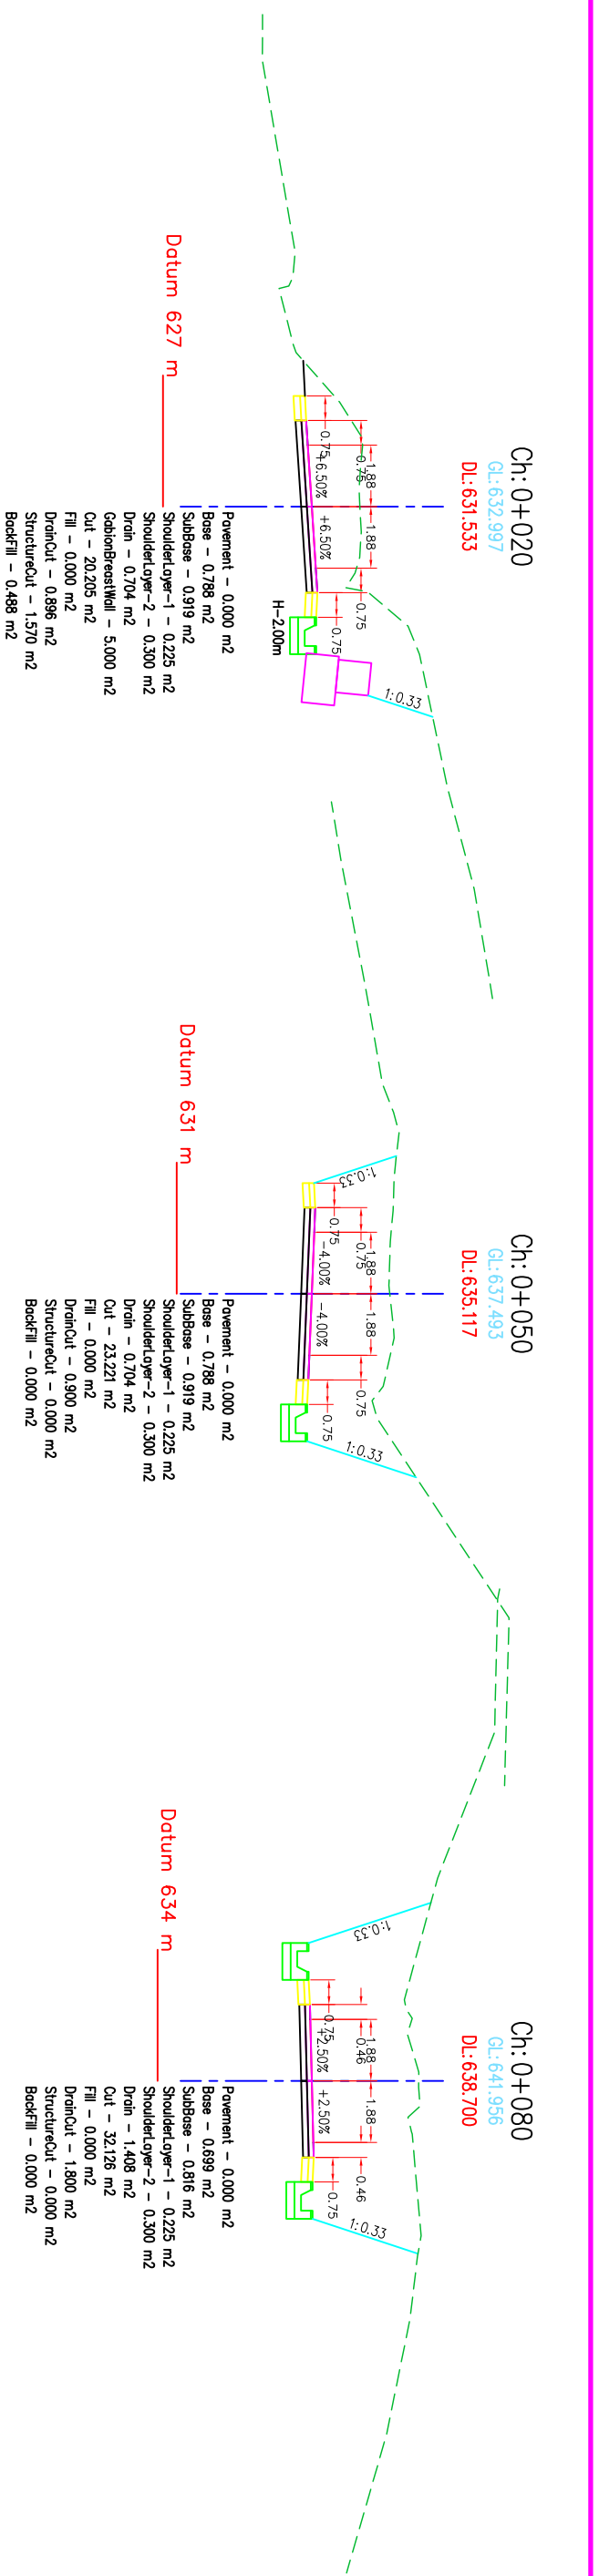 Ch: 0+020
GL:632.997
DL:631.533
1.88
1.88
0.75
0.75
0.75
0.75
+6.50%
+6.50%
1:0.33
H-2.00m
Datum 627 m
Pavement - 0.000 m2
Base - 0.788 m2
SubBase - 0.919 m2
ShoulderLayer-1 - 0.225 m2
ShoulderLayer-2 - 0.300 m2
Drain - 0.704 m2
GabionBreastWall - 5.000 m2
Cut - 20.205 m2
Fill - 0.000 m2
DrainCut - 0.896 m2
StructureCut - 1.570 m2
BackFill - 0.488 m2
Ch: 0+050
GL:637.493
DL:635.117
1.88
1.88
0.75
0.75
0.75
0.75
-4.00%
-4.00%
1:0.33
1:0.33
Datum 631 m
Pavement - 0.000 m2
Base - 0.788 m2
SubBase - 0.919 m2
ShoulderLayer-1 - 0.225 m2
ShoulderLayer-2 - 0.300 m2
Drain - 0.704 m2
Cut - 23.221 m2
Fill - 0.000 m2
DrainCut - 0.900 m2
StructureCut - 0.000 m2
BackFill - 0.000 m2
Ch: 0+080
GL:641.956
DL:638.700
1.88
1.88
0.46
0.46
0.75
0.75
+2.50%
+2.50%
1:0.33
1:0.33
Datum 634 m
Pavement - 0.000 m2
Base - 0.699 m2
SubBase - 0.816 m2
ShoulderLayer-1 - 0.225 m2
ShoulderLayer-2 - 0.300 m2
Drain - 1.408 m2
Cut - 32.126 m2
Fill - 0.000 m2
DrainCut - 1.800 m2
StructureCut - 0.000 m2
BackFill - 0.000 m2